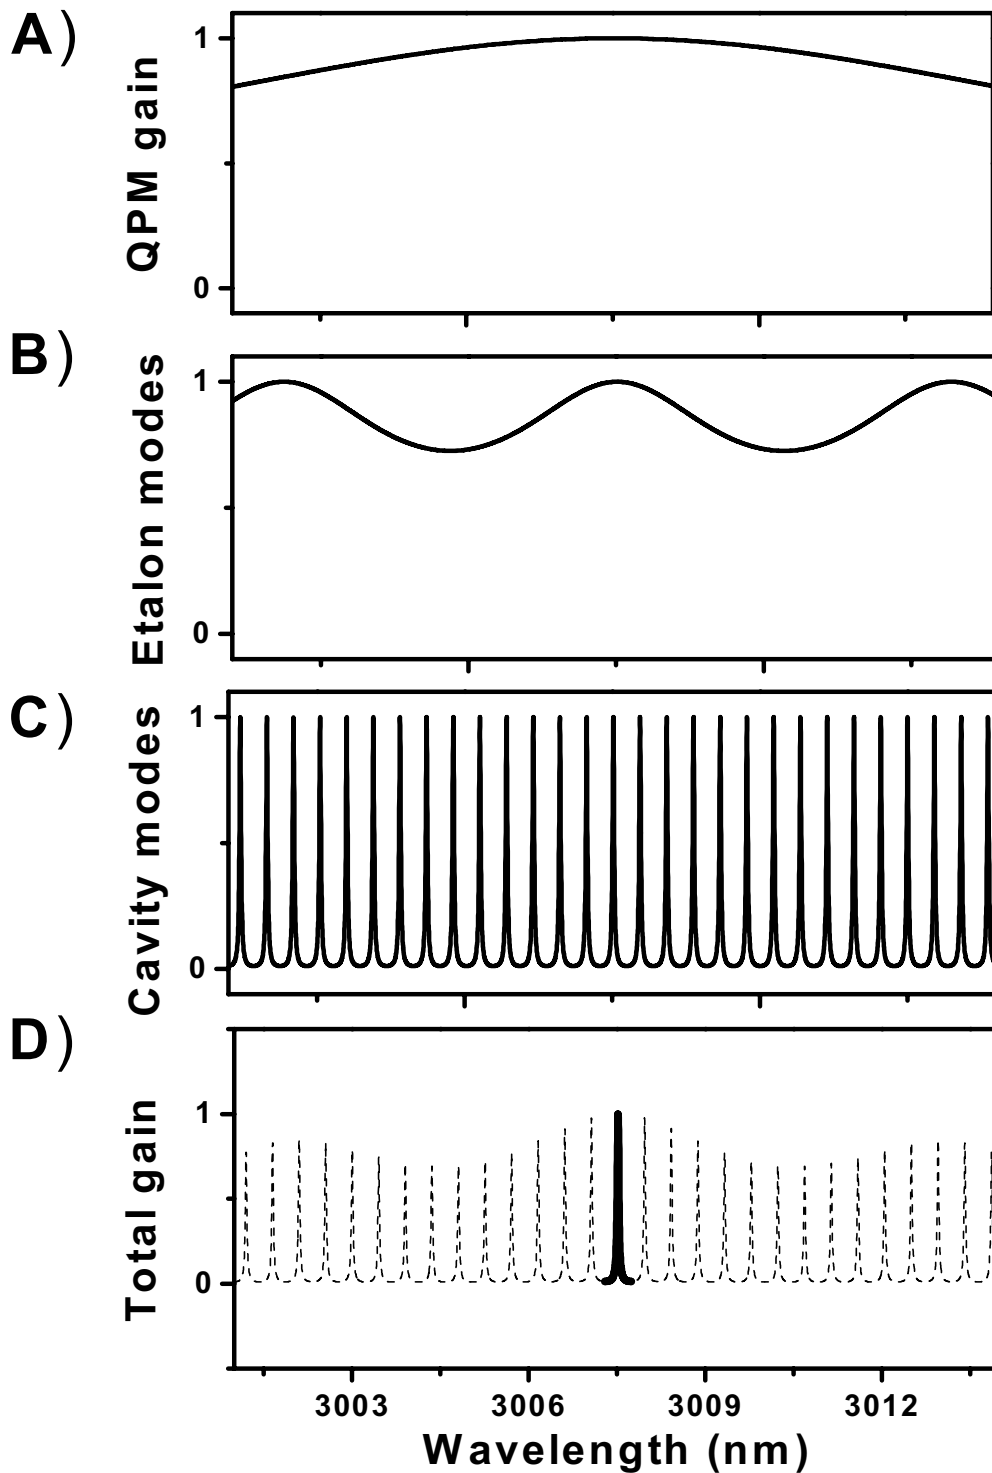 A)
QPM gain
1
0
B)
Etalon modes
1
0
C)
Cavity modes
1
0
D)
Total gain
1
0
3003 3006 3009 3012
Wavelength (nm)